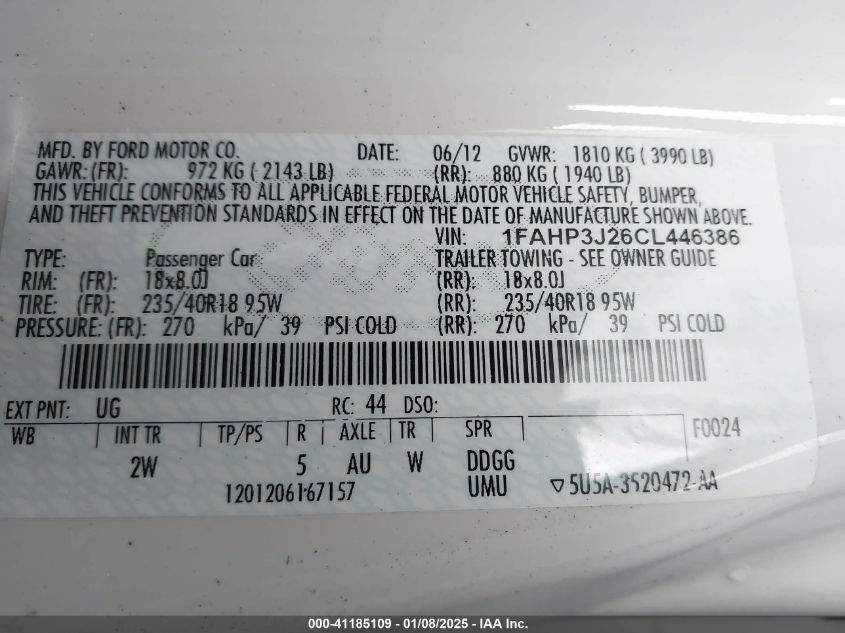 MFD. BY FORD MOTOR CO. DATE: 06/12 GVWR: 1810 KG ( 3990 LB)
GAWR: (FR): 972 KG ( 2143 LB) (RR): 880 KG ( 1940 LB)
THIS VEHICLE CONFORMS TO ALL APPLICABLE FEDERAL MOTOR VEHICLE SAFETY, BUMPER,
AND THEFT PREVENTION STANDARDS IN EFFECT ON THE DATE OF MANUFACTURE SHOWN ABOVE.
VIN: 1FAHP3J26CL446386
TYPE: Passenger Car TRAILER TOWING - SEE OWNER GUIDE
RIM: (FR): 18x8.0J (RR): 18x8.0J
TIRE: (FR): 235/40R18 95W (RR): 235/40R18 95W
PRESSURE: (FR): 270 kPa/ 39 PSI COLD (RR): 270 kPa/ 39 PSI COLD
EXT PNT: UG RC: 44 DSO:
WB INT TR TP/PS R AXLE TR SPR F0024
2W 5 AU W DDGG
1201206167157 UMU ▽5U5A-3520472-AA
000-41185109 - 01/08/2025 - IAA Inc.